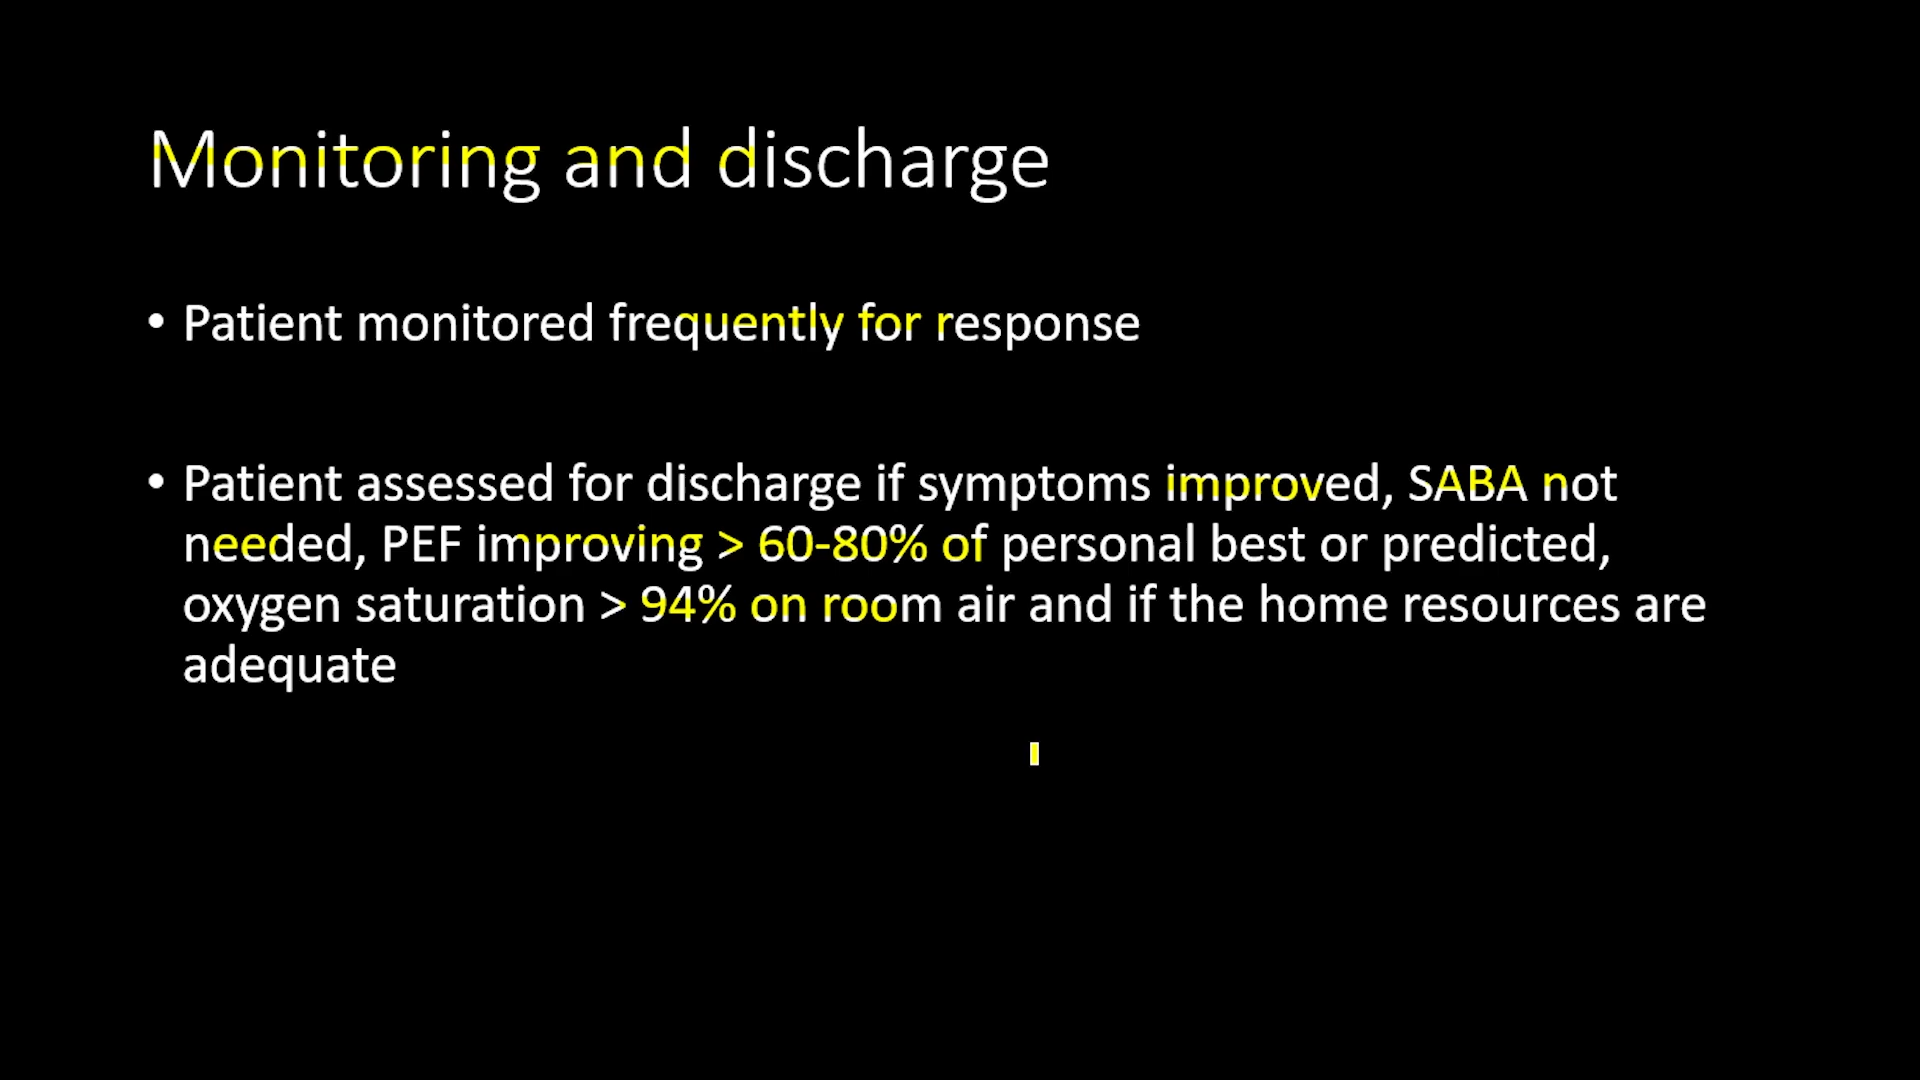 Monitoring and discharge
• Patient monitored frequently for response
• Patient assessed for discharge if symptoms improved, SABA not
needed, PEF improving > 60-80% of personal best or predicted,
oxygen saturation > 94% on room air and if the home resources are
adequate